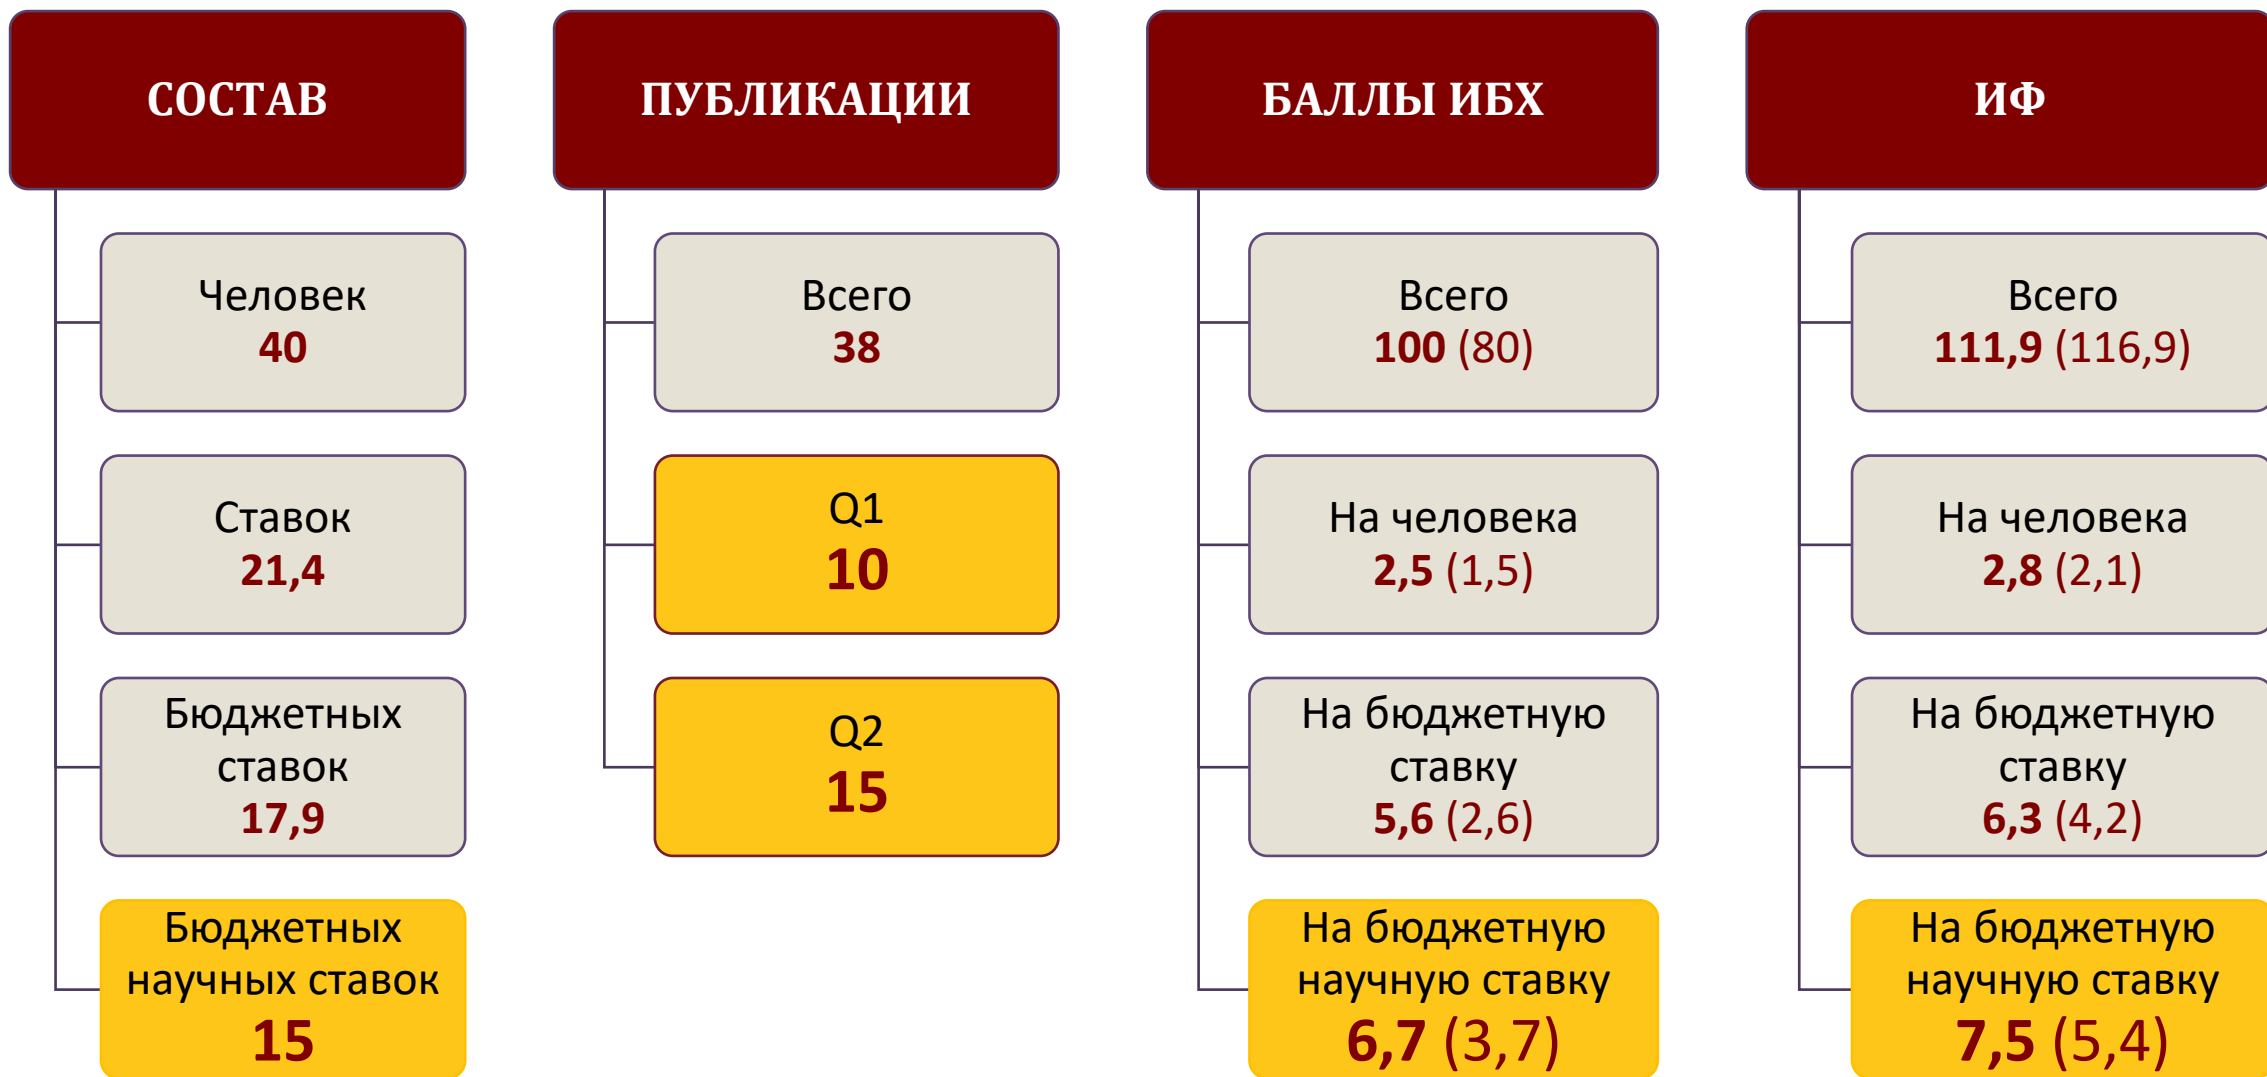 СОСТАВ
Человек
40
Ставок
21,4
Бюджетных
ставок
17,9
Бюджетных
научных ставок
15
ПУБЛИКАЦИИ
Всего
38
Q1
10
Q2
15
БАЛЛЫ ИБХ
Всего
100 (80)
На человека
2,5 (1,5)
На бюджетную
ставку
5,6 (2,6)
На бюджетную
научную ставку
6,7 (3,7)
ИФ
Всего
111,9 (116,9)
На человека
2,8 (2,1)
На бюджетную
ставку
6,3 (4,2)
На бюджетную
научную ставку
7,5 (5,4)